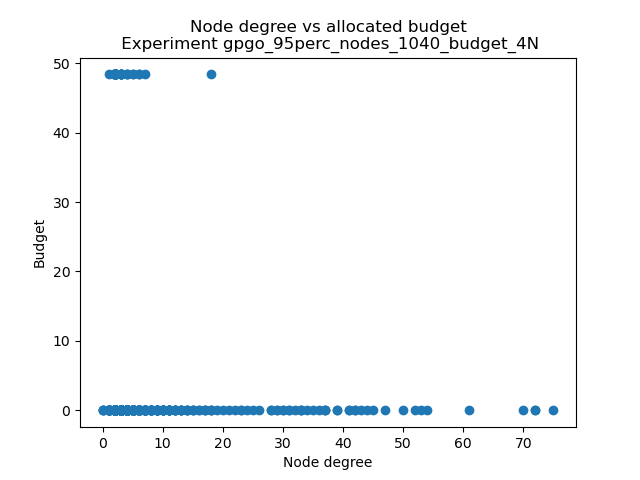 Node degree vs allocated budget
Experiment gpgo_95perc_nodes_1040_budget_4N
50
40
30
20
10
0
Budget
0 10 20 30 40 50 60 70
Node degree